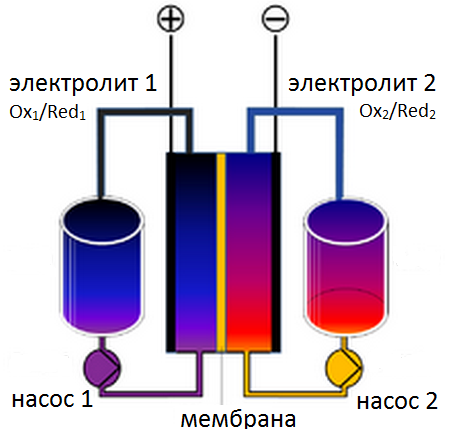 электролит 1
Ox₁/Red₁
электролит 2
Ox₂/Red₂
насос 1
насос 2
мембрана